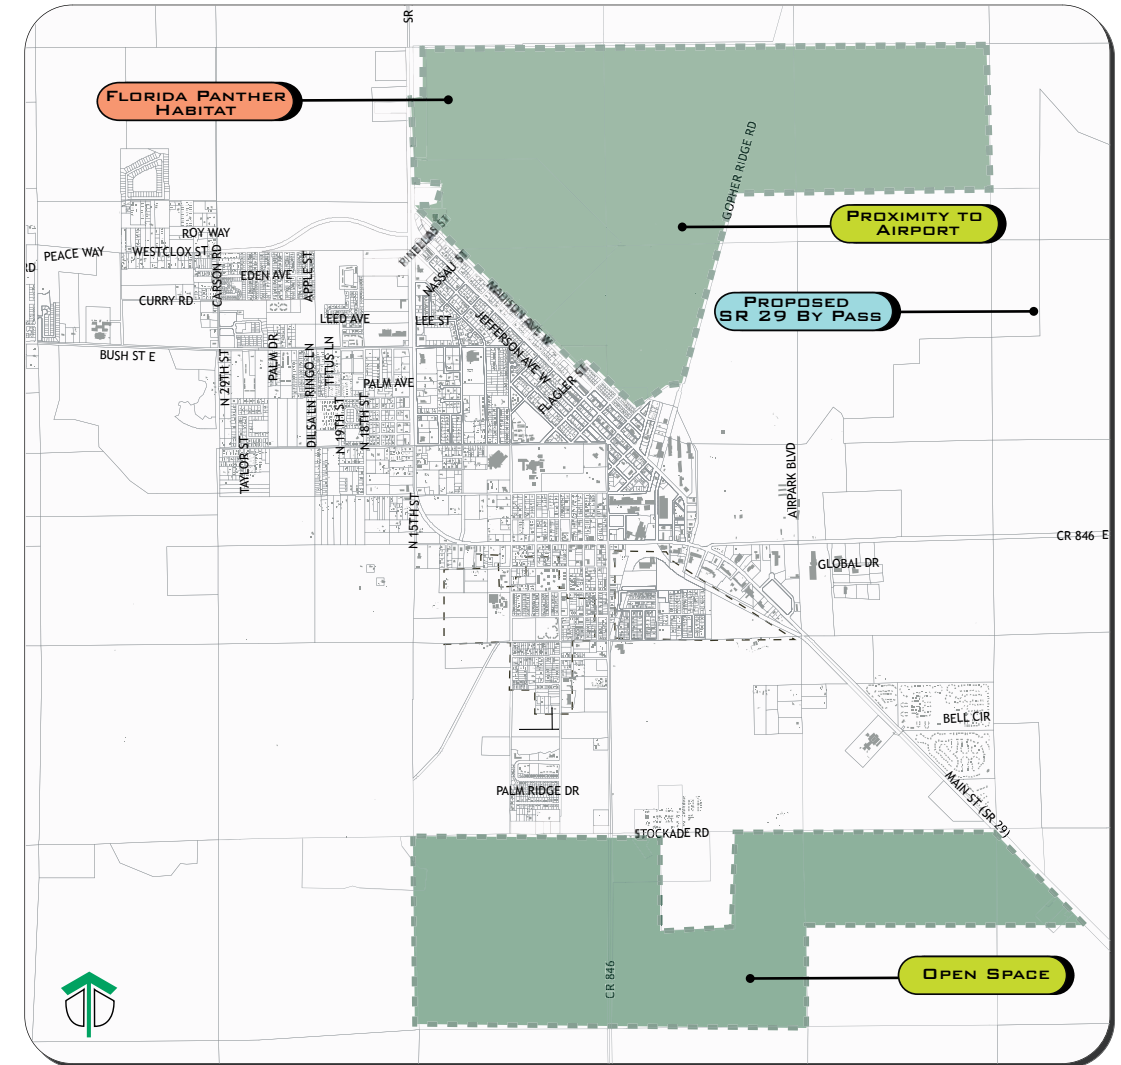 SR
FLORIDA PANTHER
HABITAT
GOPHER RIDGE RD
PROXIMITY TO
AIRPORT
ROY WAY
PINELLAS ST
PEACE WAY
WESTCLOX ST
RD
CARSON RD
EDEN AVE
APPLE ST
NASSAU ST
CURRY RD
MADISON AVE W
PROPOSED
SR 29 BY PASS
LEED AVE
LEE ST
JEFFERSON AVE W
BUSH ST E
N 29TH ST
PALM DR
DILSA LN
RINGO LN
TITUS LN
PALM AVE
FLAGLER ST
N 19TH ST
N 18TH ST
TAYLOR ST
AIRPARK BLVD
N 15TH ST
CR 846 E
GLOBAL DR
BELL CIR
PALM RIDGE DR
MAIN ST (SR 29)
STOCKADE RD
CR 846
OPEN SPACE